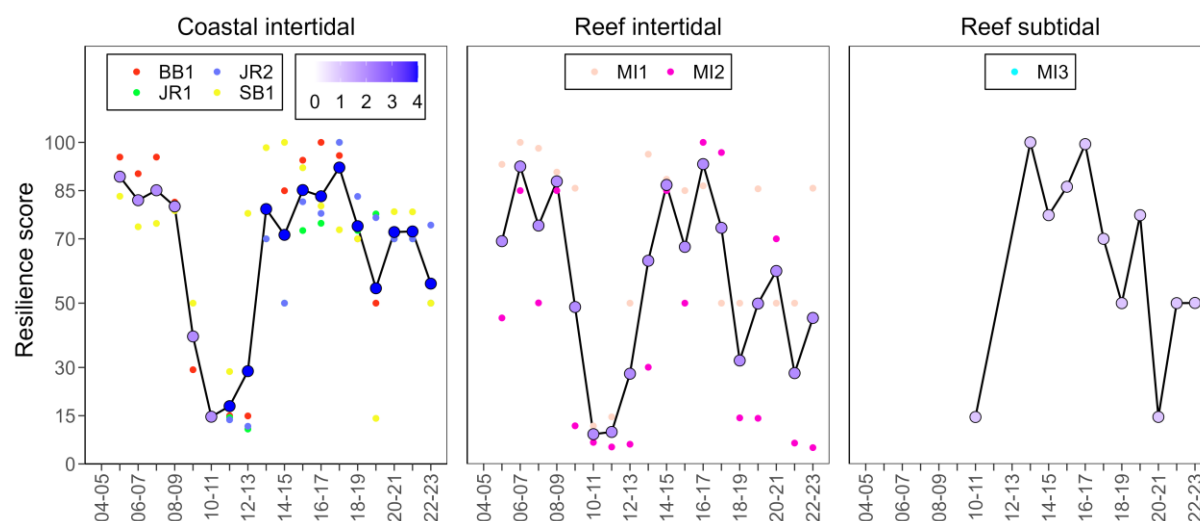 Coastal intertidal Reef intertidal Reef subtidal
BB1 JR2 MI1 MI2 MI3
JR1 SB1 0 1 2 3 4
Resilience score
100
85
70
50
30
15
0
04-05 06-07 08-09 10-11 12-13 14-15 16-17 18-19 20-21 22-23 04-05 06-07 08-09 10-11 12-13 14-15 16-17 18-19 20-21 22-23 04-05 06-07 08-09 10-11 12-13 14-15 16-17 18-19 20-21 22-23